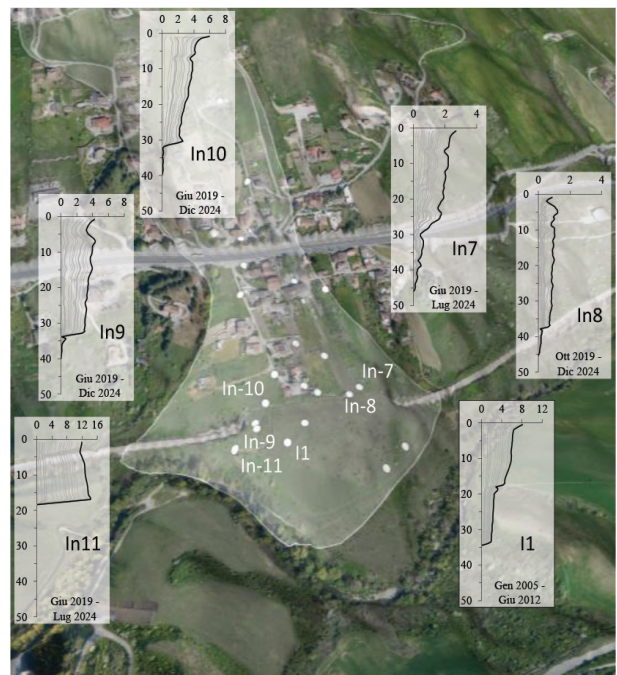 0 2 4 6 8
0
10
20
30
40
50
In10
Giu 2019 -
Dic 2024
0 2 4
0
10
20
30
40
50
In7
Giu 2019 -
Lug 2024
0 2 4
0
10
20
30
40
50
In8
Ott 2019 -
Dic 2024
0 2 4 6 8
0
10
20
30
40
50
In9
Giu 2019 -
Dic 2024
In-7
In-10
In-8
In-9
I1
In-11
0 4 8 12 16
0
10
20
30
40
50
In11
Giu 2019 -
Lug 2024
0 4 8 12
0
10
20
30
40
50
I1
Gen 2005 -
Giu 2012